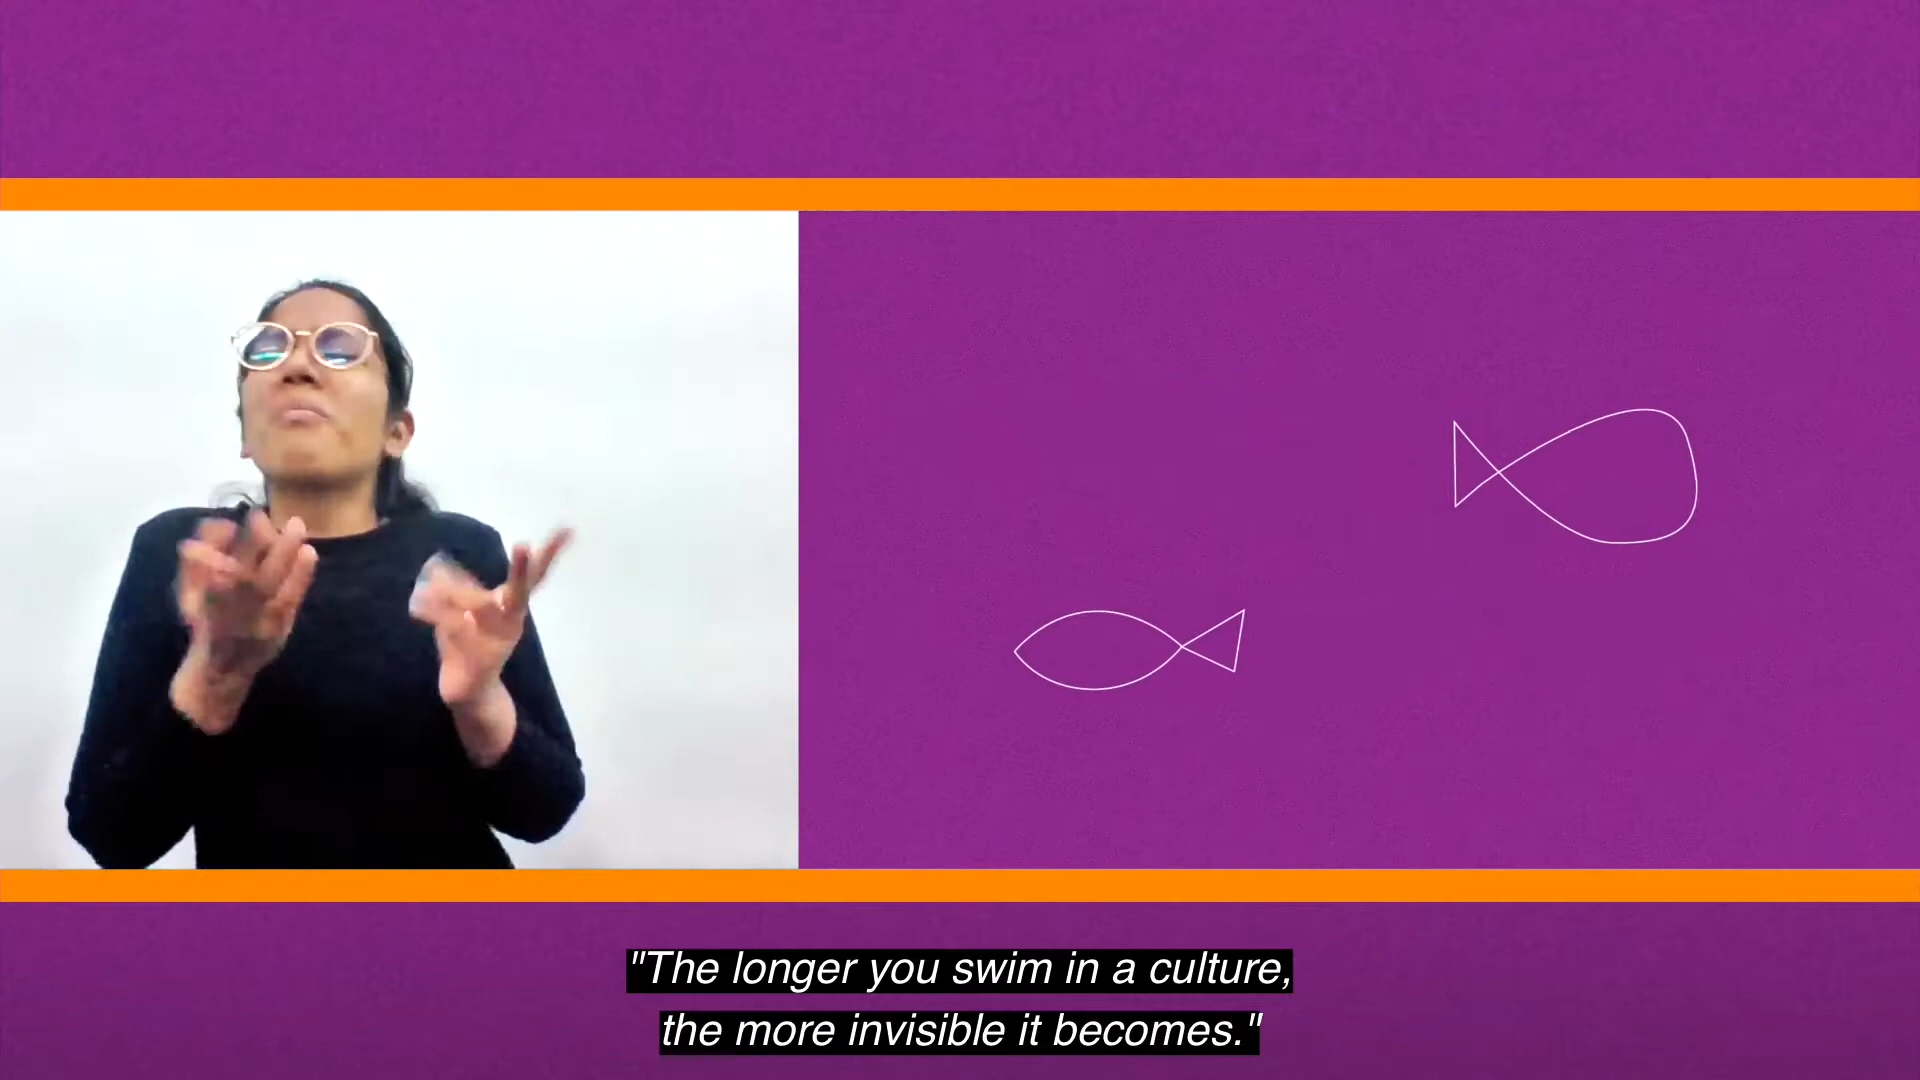 "The longer you swim in a culture,
the more invisible it becomes."